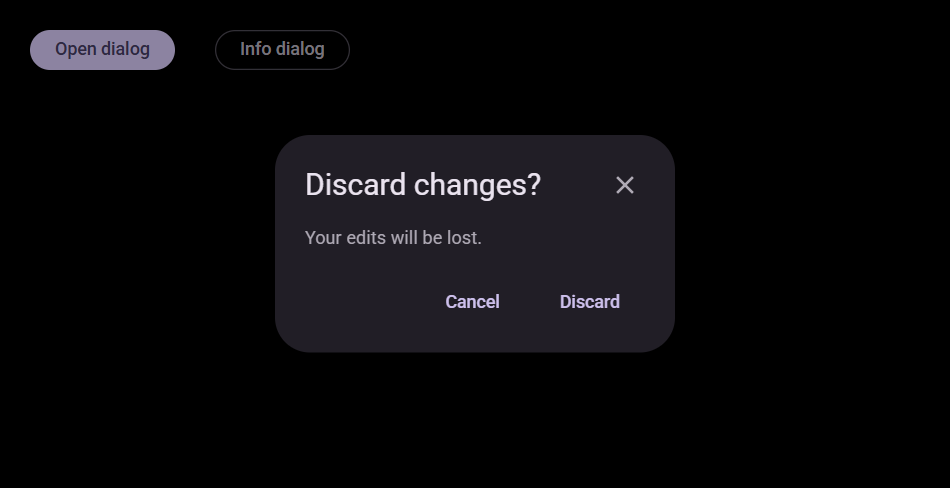 Open dialog
Info dialog
Discard changes?
Your edits will be lost.
Cancel
Discard